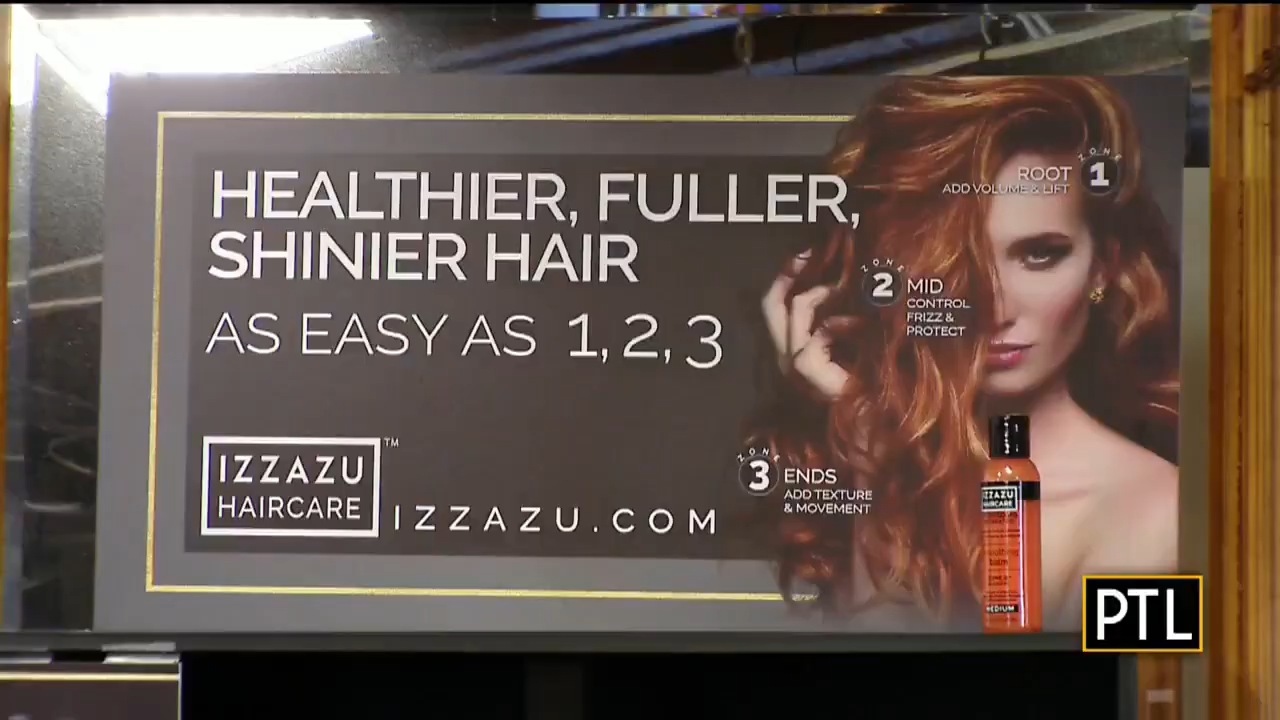 HEALTHIER, FULLER,
SHINIER HAIR
AS EASY AS 1, 2, 3
IZZAZU
HAIRCARE
TM
IZZAZU.COM
ZONE
1
ROOT
ADD VOLUME & LIFT
ZONE
2
MID
CONTROL
FRIZZ &
PROTECT
ZONE
3
ENDS
ADD TEXTURE
& MOVEMENT
IZZAZU
HAIRCARE
MEDIUM
PTL